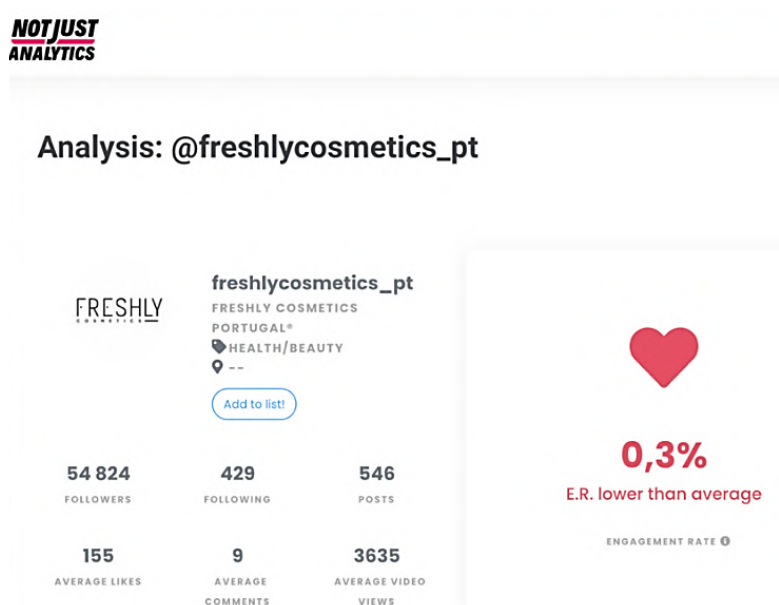 NOT JUST
ANALYTICS
Analysis: @freshlycosmetics_pt
FRESHLY
COSMETICS
freshlycosmetics_pt
FRESHLY COSMETICS
PORTUGAL®
HEALTH/BEAUTY
--
Add to list!
54 824
FOLLOWERS
429
FOLLOWING
546
POSTS
155
AVERAGE LIKES
9
AVERAGE
COMMENTS
3635
AVERAGE VIDEO
VIEWS
0,3%
E.R. lower than average
ENGAGEMENT RATE